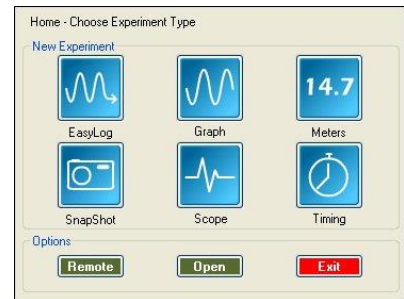 Home - Choose Experiment Type
New Experiment
EasyLog
Graph
14.7
Meters
SnapShot
Scope
Timing
Options
Remote
Open
Exit